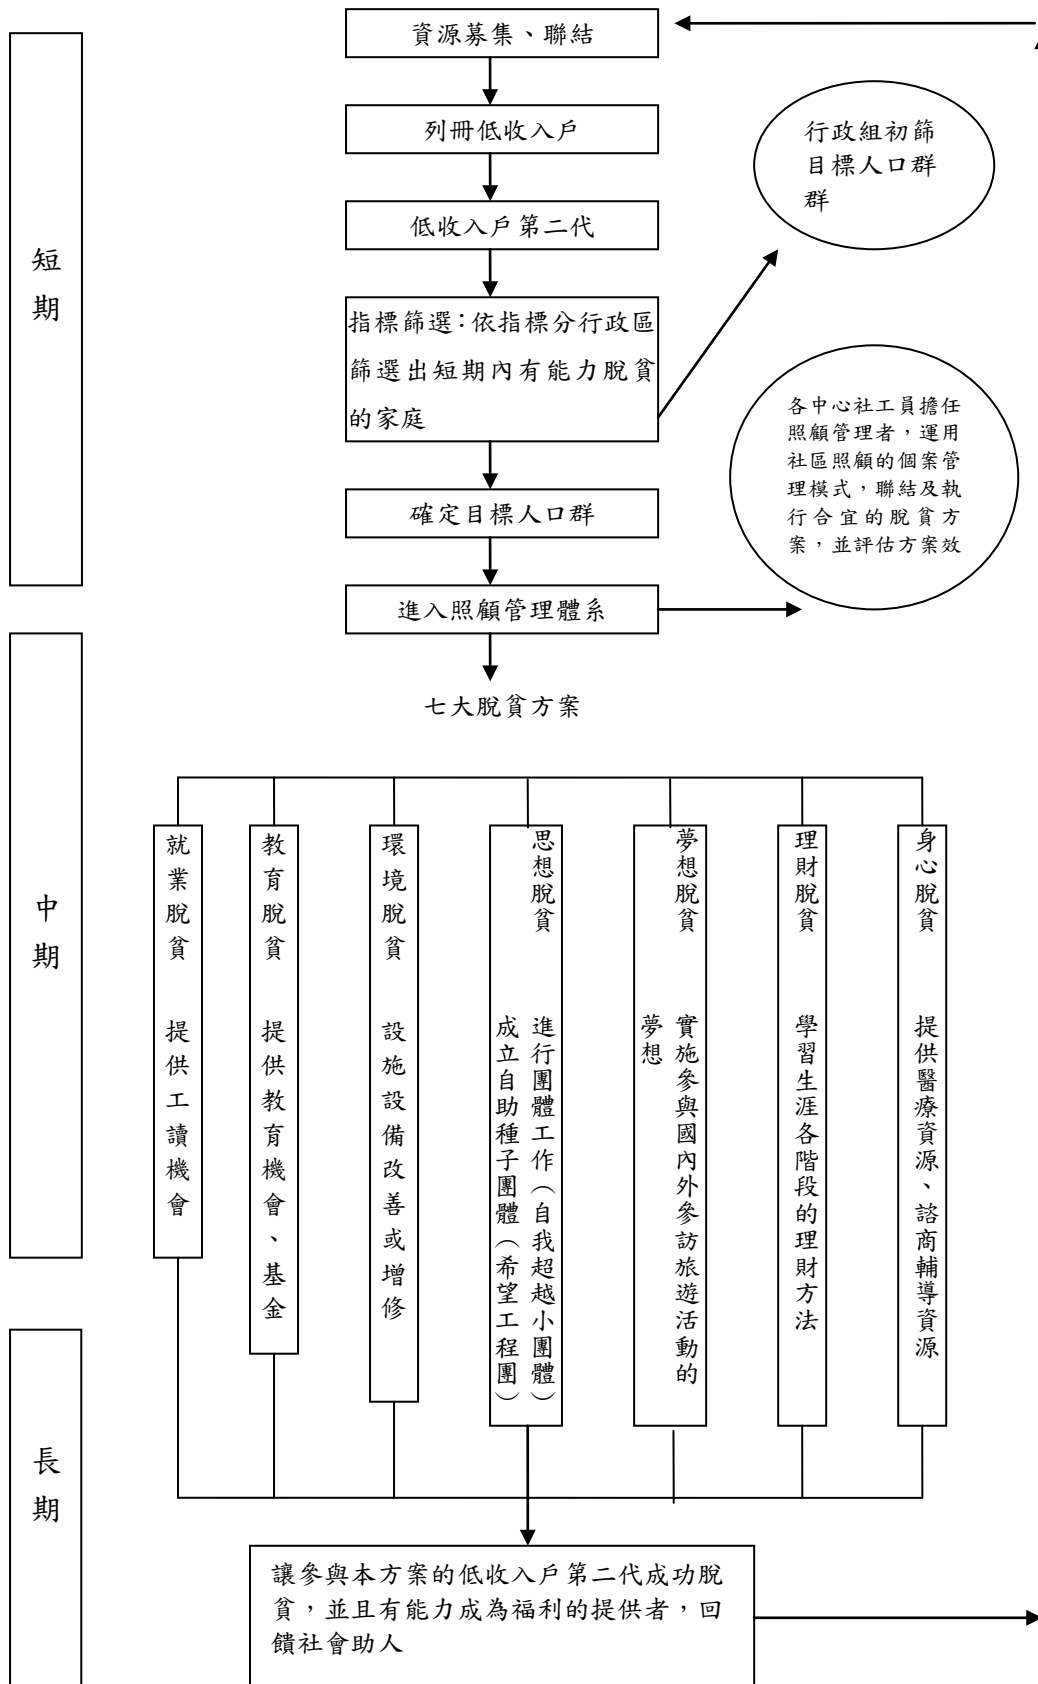 資源募集、聯結
列冊低收入戶
低收入戶第二代
指標篩選：依指標分行政區
篩選出短期內有能力脫貧
的家庭
確定目標人口群
進入照顧管理體系
行政組初篩
目標人口群
群
各中心社工員擔任
照顧管理者，運用
社區照顧的個案管
理模式，聯結及執
行合宜的脫貧方
案，並評估方案效
短期
七大脫貧方案
中期
就業脫貧　提供工讀機會
教育脫貧　提供教育機會、基金
環境脫貧　設施設備改善或增修
思想脫貧　進行團體工作（自我超越小團體）
成立自助種子團體（希望工程團）
夢想脫貧　實施參與國內外參訪旅遊活動的
夢想
理財脫貧　學習生涯各階段的理財方法
身心脫貧　提供醫療資源、諮商輔導資源
長期
讓參與本方案的低收入戶第二代成功脫
貧，並且有能力成為福利的提供者，回
饋社會助人